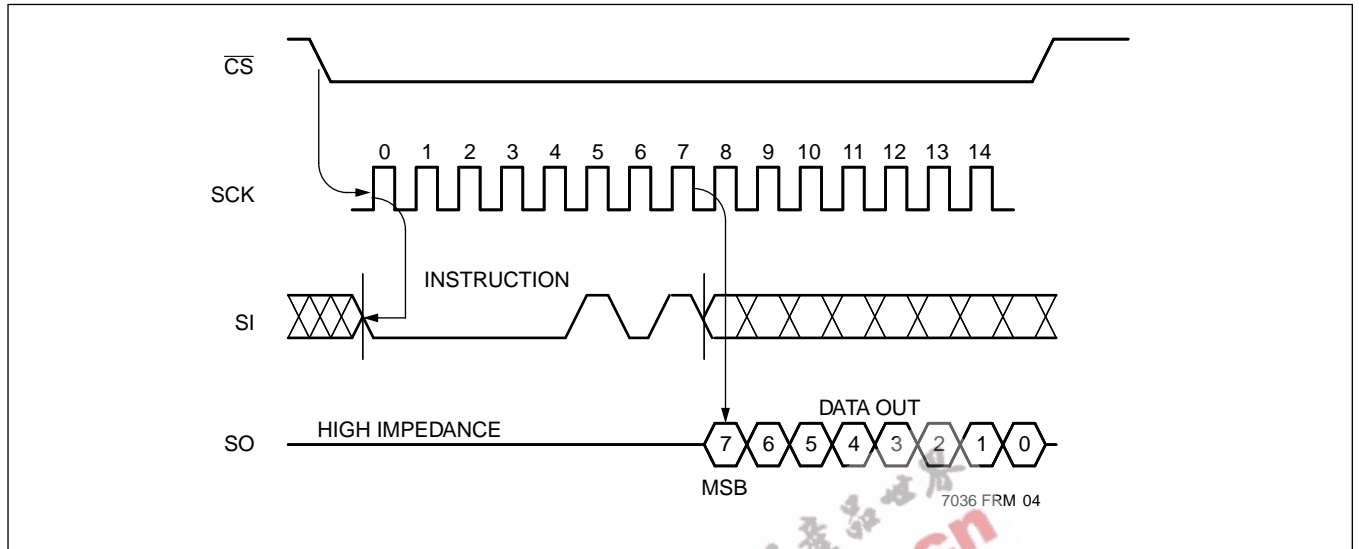 CS
0 1 2 3 4 5 6 7 8 9 10 11 12 13 14
SCK
INSTRUCTION
SI
DATA OUT
HIGH IMPEDANCE
SO
7 6 5 4 3 2 1 0
MSB
7036 FRM 04